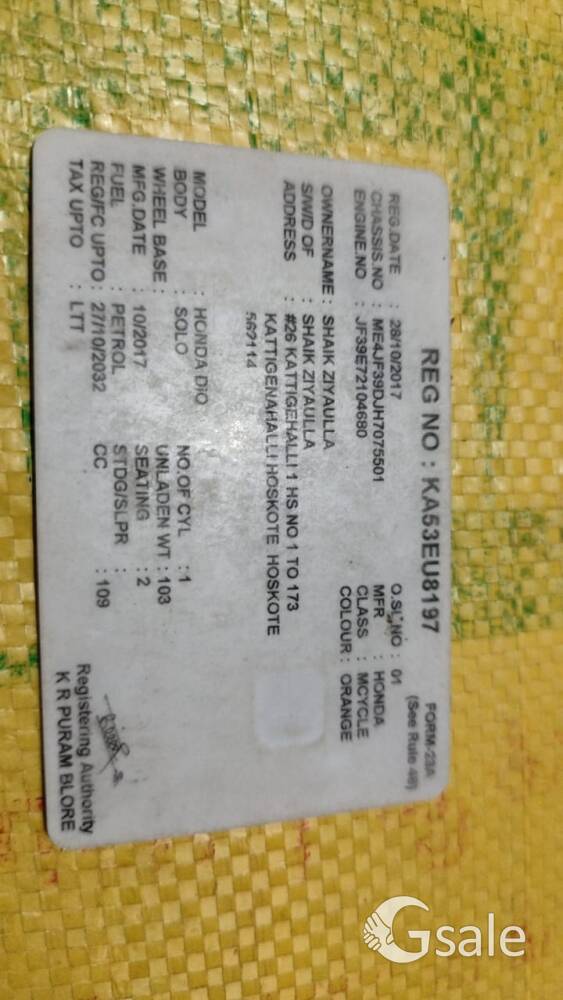 FORM-23A
(See Rule 48)
REG NO : KA53EU8197
REG.DATE : 28/10/2017 O.SL.NO : 01
CHASSIS.NO : ME4JF39DJH7075501 MFR : HONDA
ENGINE.NO : JF39E72104680 CLASS : MCYCLE
COLOUR : ORANGE
OWNERNAME : SHAIK ZIYAULLA
S/W/D OF : SHAIK ZIYAULLA
ADDRESS : #26 KATTIGEHALLI 1 HS NO 1 TO 173
KATTIGENAHALLI HOSKOTE HOSKOTE
562114
MODEL : HONDA DIO NO.OF CYL : 1
BODY : SOLO UNLADEN WT : 103
WHEEL BASE : SEATING : 2
MFG.DATE : 10/2017 STDG/SLPR :
FUEL : PETROL CC : 109
REG/FC UPTO : 27/10/2032
TAX UPTO : LTT
Registering Authority
K R PURAM BLORE
Gsale